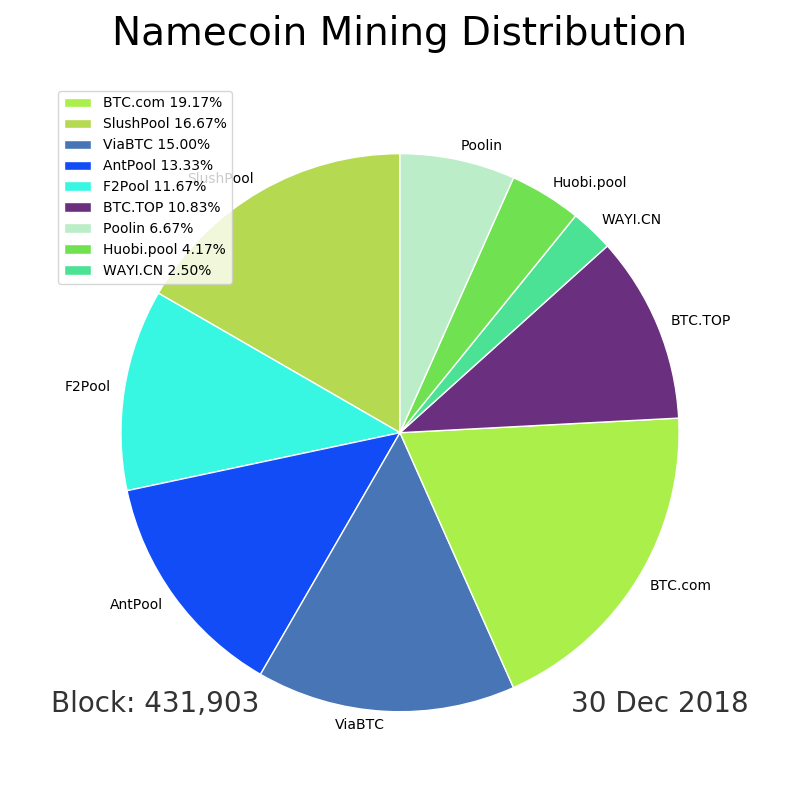 Namecoin Mining Distribution
BTC.com 19.17%
SlushPool 16.67%
ViaBTC 15.00%
AntPool 13.33%
F2Pool 11.67%
BTC.TOP 10.83%
Poolin 6.67%
Huobi.pool 4.17%
WAYI.CN 2.50%
Poolin
SlushPool
Huobi.pool
WAYI.CN
BTC.TOP
F2Pool
BTC.com
AntPool
Block: 431,903
30 Dec 2018
ViaBTC